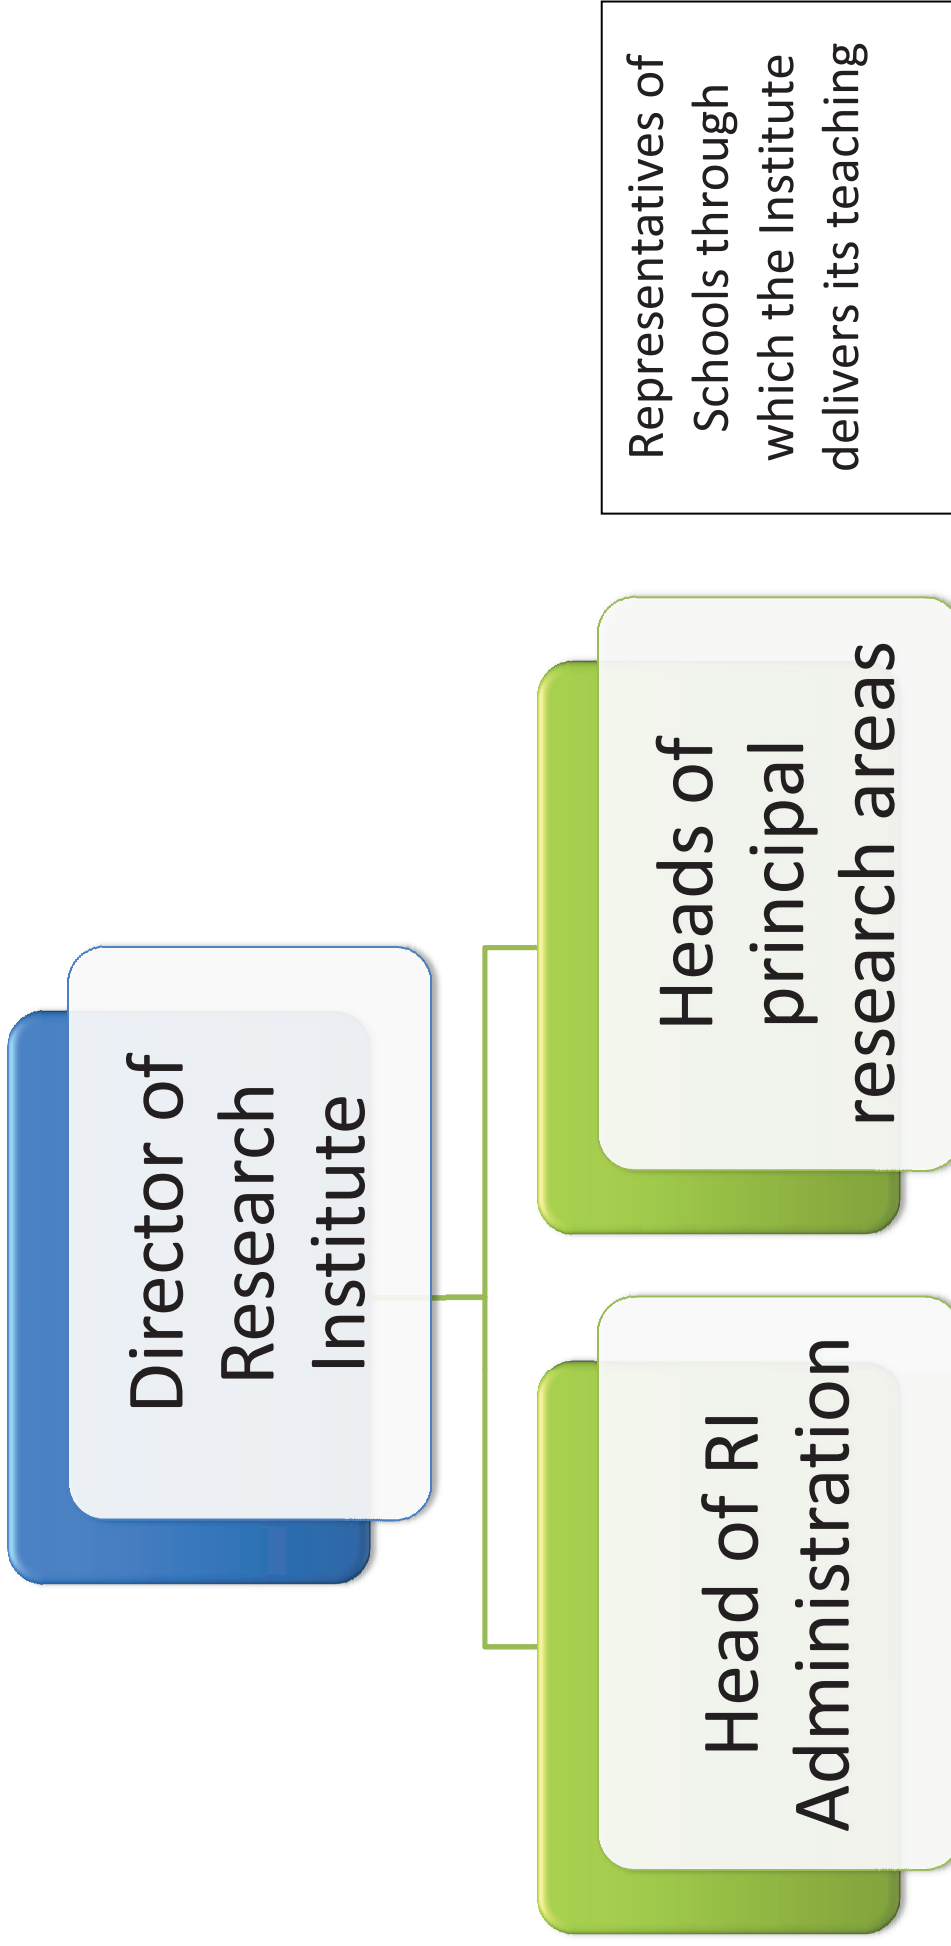 Director of
Research
Institute
Head of RI
Administration
Heads of
principal
research areas
Representatives of
Schools through
which the Institute
delivers its teaching